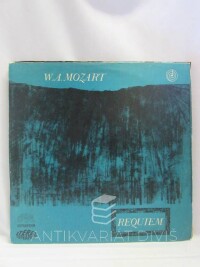 W.A. MOZART
REQUIEM
ANTIKVARIÁT DIVIŠ